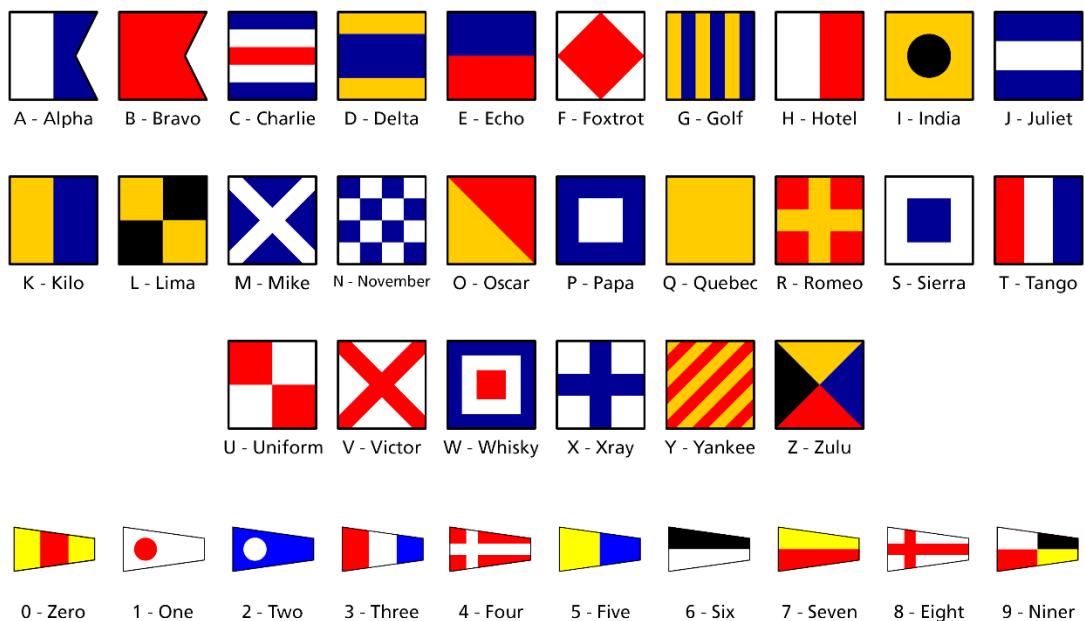 A - Alpha B - Bravo C - Charlie D - Delta E - Echo F - Foxtrot G - Golf H - Hotel I - India J - Juliet
K - Kilo L - Lima M - Mike N - November O - Oscar P - Papa Q - Quebec R - Romeo S - Sierra T - Tango
U - Uniform V - Victor W - Whisky X - Xray Y - Yankee Z - Zulu
0 - Zero 1 - One 2 - Two 3 - Three 4 - Four 5 - Five 6 - Six 7 - Seven 8 - Eight 9 - Niner